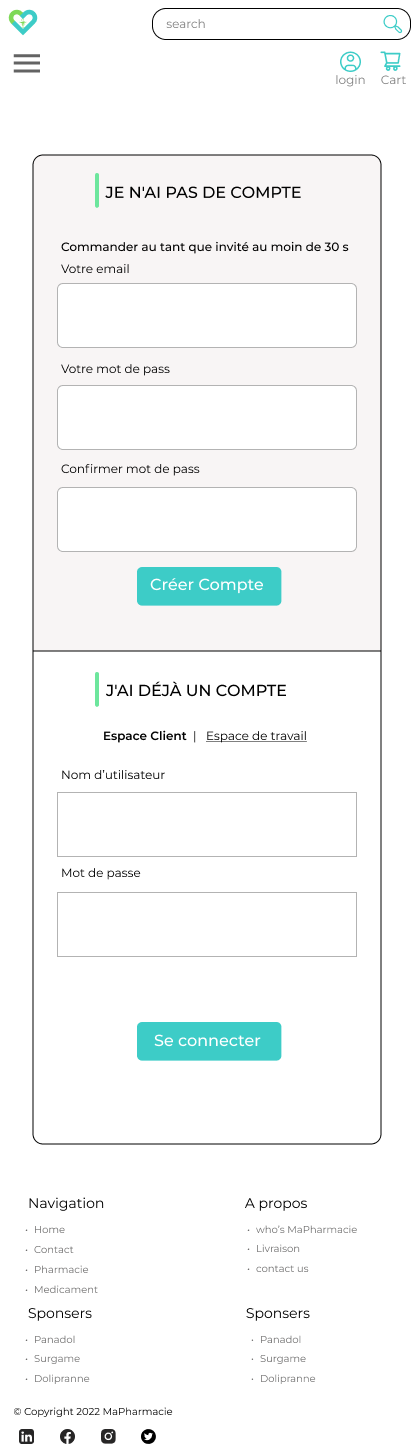 search
login
Cart
JE N'AI PAS DE COMPTE
Commander au tant que invité au moin de 30 s
Votre email
Votre mot de pass
Confirmer mot de pass
Créer Compte
J'AI DÉJÀ UN COMPTE
Espace Client | Espace de travail
Nom d’utilisateur
Mot de passe
Se connecter
Navigation
• Home
• Contact
• Pharmacie
• Medicament
A propos
• who’s MaPharmacie
• Livraison
• contact us
Sponsers
• Panadol
• Surgame
• Dolipranne
Sponsers
• Panadol
• Surgame
• Dolipranne
© Copyright 2022 MaPharmacie